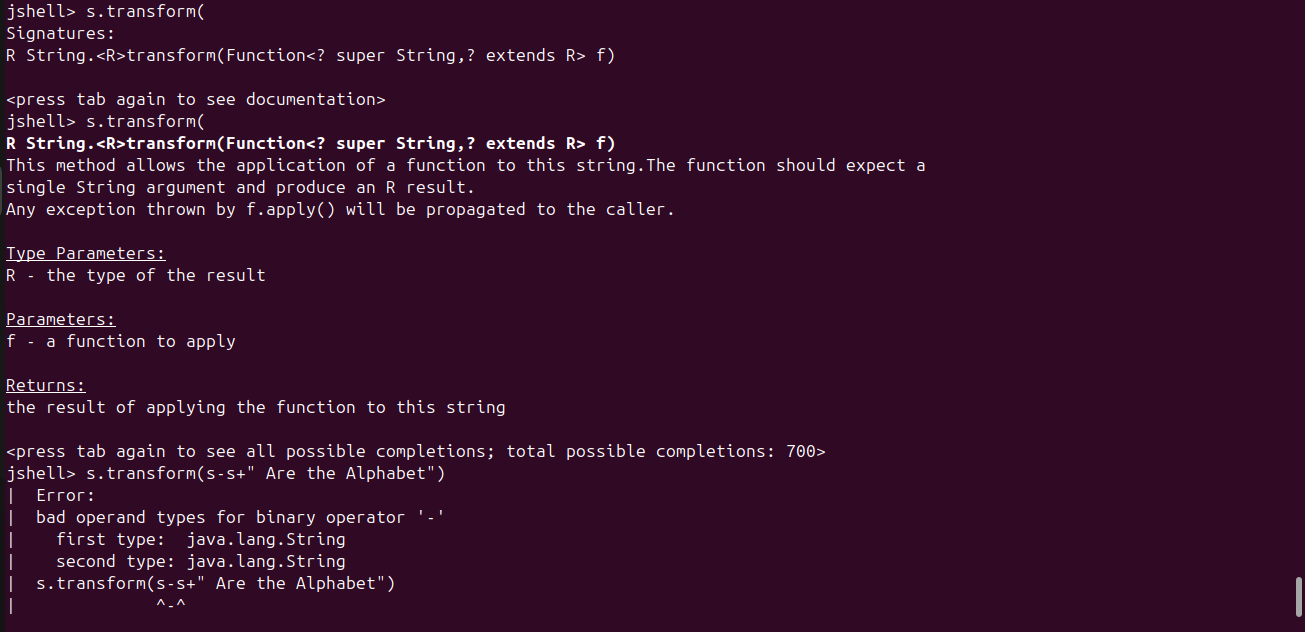 jshell> s.transform(
Signatures:
R String.<R>transform(Function<? super String,? extends R> f)
<press tab again to see documentation>
jshell> s.transform(
R String.<R>transform(Function<? super String,? extends R> f)
This method allows the application of a function to this string.The function should expect a
single String argument and produce an R result.
Any exception thrown by f.apply() will be propagated to the caller.
Type Parameters:
R - the type of the result
Parameters:
f - a function to apply
Returns:
the result of applying the function to this string
<press tab again to see all possible completions; total possible completions: 700>
jshell> s.transform(s-s+" Are the Alphabet")
|  Error:
|  bad operand types for binary operator '-'
|    first type:  java.lang.String
|    second type: java.lang.String
|  s.transform(s-s+" Are the Alphabet")
|              ^-^